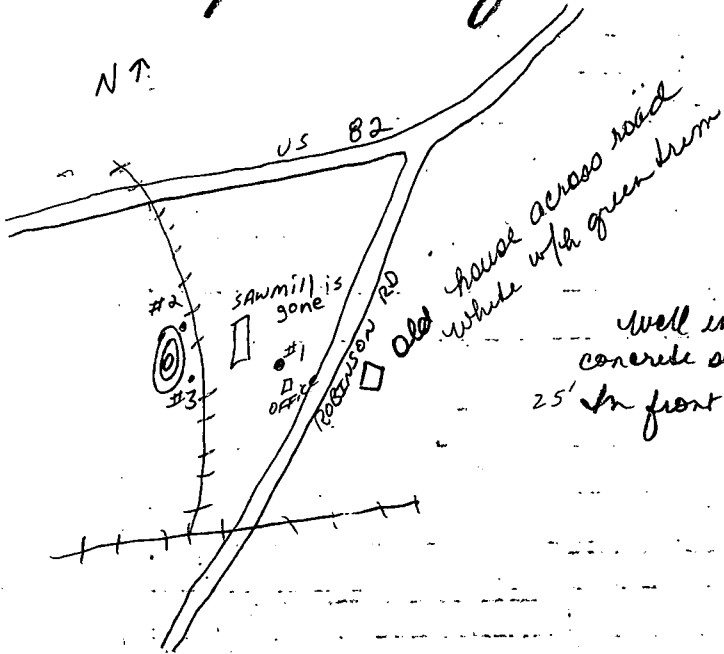 N ↑
US 82
old house across road
white w/h green trim
#2
SAWmill is
gone
#1
OFFICE
#3
ROBINSON RD
Well in
concrete
25' In front